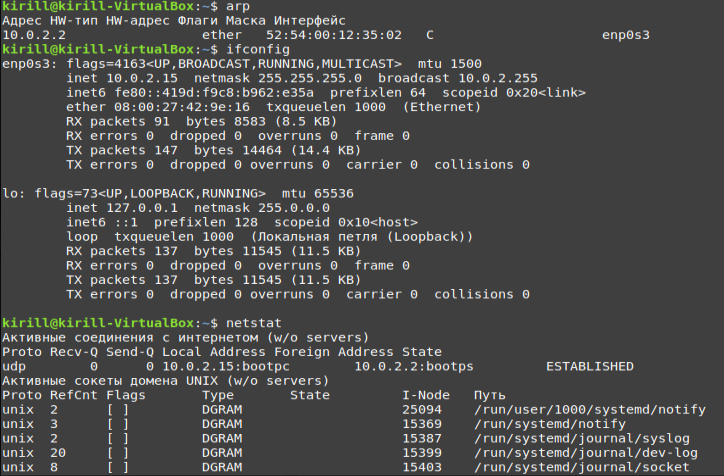 kirill@kirill-VirtualBox:~$ arp
Адрес HW-тип HW-адрес Флаги Маска Интерфейс
10.0.2.2                 ether   52:54:00:12:35:02   C                     enp0s3
kirill@kirill-VirtualBox:~$ ifconfig
enp0s3: flags=4163<UP,BROADCAST,RUNNING,MULTICAST>  mtu 1500
        inet 10.0.2.15  netmask 255.255.255.0  broadcast 10.0.2.255
        inet6 fe80::419d:f9c8:b962:e35a  prefixlen 64  scopeid 0x20<link>
        ether 08:00:27:42:9e:16  txqueuelen 1000  (Ethernet)
        RX packets 91  bytes 8583 (8.5 KB)
        RX errors 0  dropped 0  overruns 0  frame 0
        TX packets 147  bytes 14464 (14.4 KB)
        TX errors 0  dropped 0 overruns 0  carrier 0  collisions 0

lo: flags=73<UP,LOOPBACK,RUNNING>  mtu 65536
        inet 127.0.0.1  netmask 255.0.0.0
        inet6 ::1  prefixlen 128  scopeid 0x10<host>
        loop  txqueuelen 1000  (Локальная петля (Loopback))
        RX packets 137  bytes 11545 (11.5 KB)
        RX errors 0  dropped 0  overruns 0  frame 0
        TX packets 137  bytes 11545 (11.5 KB)
        TX errors 0  dropped 0 overruns 0  carrier 0  collisions 0

kirill@kirill-VirtualBox:~$ netstat
Активные соединения с интернетом (w/o servers)
Proto Recv-Q Send-Q Local Address Foreign Address State
udp        0      0 10.0.2.15:bootpc        10.0.2.2:bootps         ESTABLISHED
Активные сокеты домена UNIX (w/o servers)
Proto RefCnt Flags       Type       State         I-Node   Путь
unix  2      [ ]         DGRAM                    25094    /run/user/1000/systemd/notify
unix  3      [ ]         DGRAM                    15369    /run/systemd/notify
unix  2      [ ]         DGRAM                    15387    /run/systemd/journal/syslog
unix  20     [ ]         DGRAM                    15399    /run/systemd/journal/dev-log
unix  8      [ ]         DGRAM                    15403    /run/systemd/journal/socket